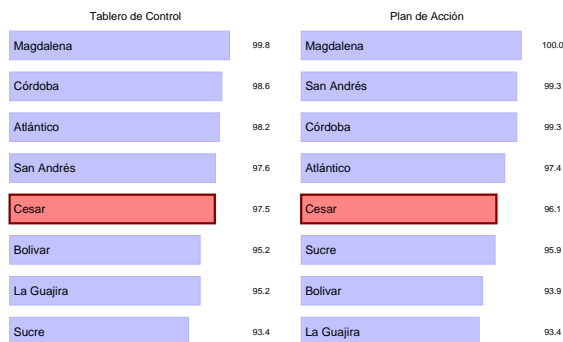 Tablero de Control
Magdalena 99.8
Córdoba 98.6
Atlántico 98.2
San Andrés 97.6
Cesar 97.5
Bolivar 95.2
La Guajira 95.2
Sucre 93.4
Plan de Acción
Magdalena 100.0
San Andrés 99.3
Córdoba 99.3
Atlántico 97.4
Cesar 96.1
Sucre 95.9
Bolivar 93.9
La Guajira 93.4